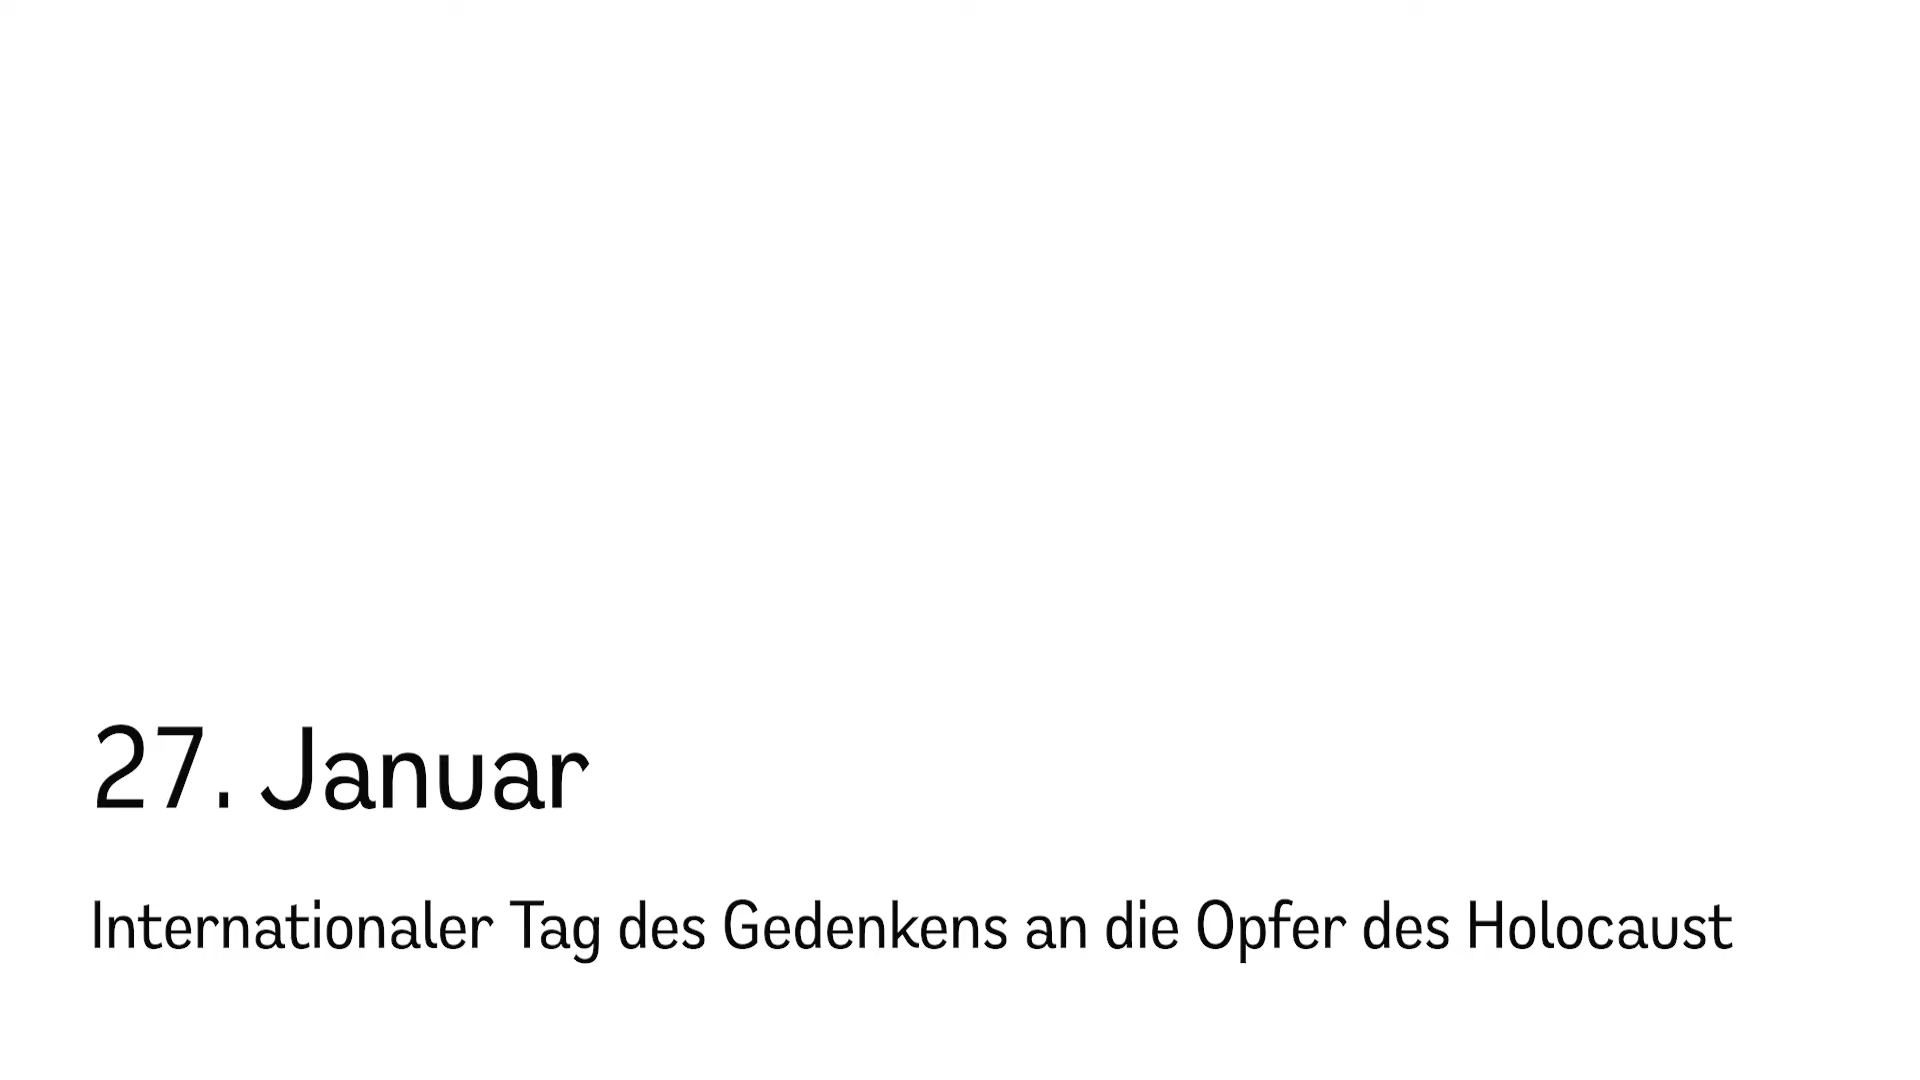 27. Januar
Internationaler Tag des Gedenkens an die Opfer des Holocaust